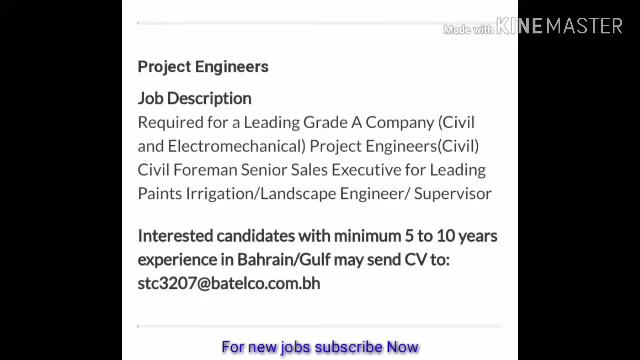 Made with KINEMASTER
Project Engineers
Job Description
Required for a Leading Grade A Company (Civil
and Electromechanical) Project Engineers(Civil)
Civil Foreman Senior Sales Executive for Leading
Paints Irrigation/Landscape Engineer/ Supervisor
Interested candidates with minimum 5 to 10 years
experience in Bahrain/Gulf may send CV to:
stc3207@batelco.com.bh
For new jobs subscribe Now